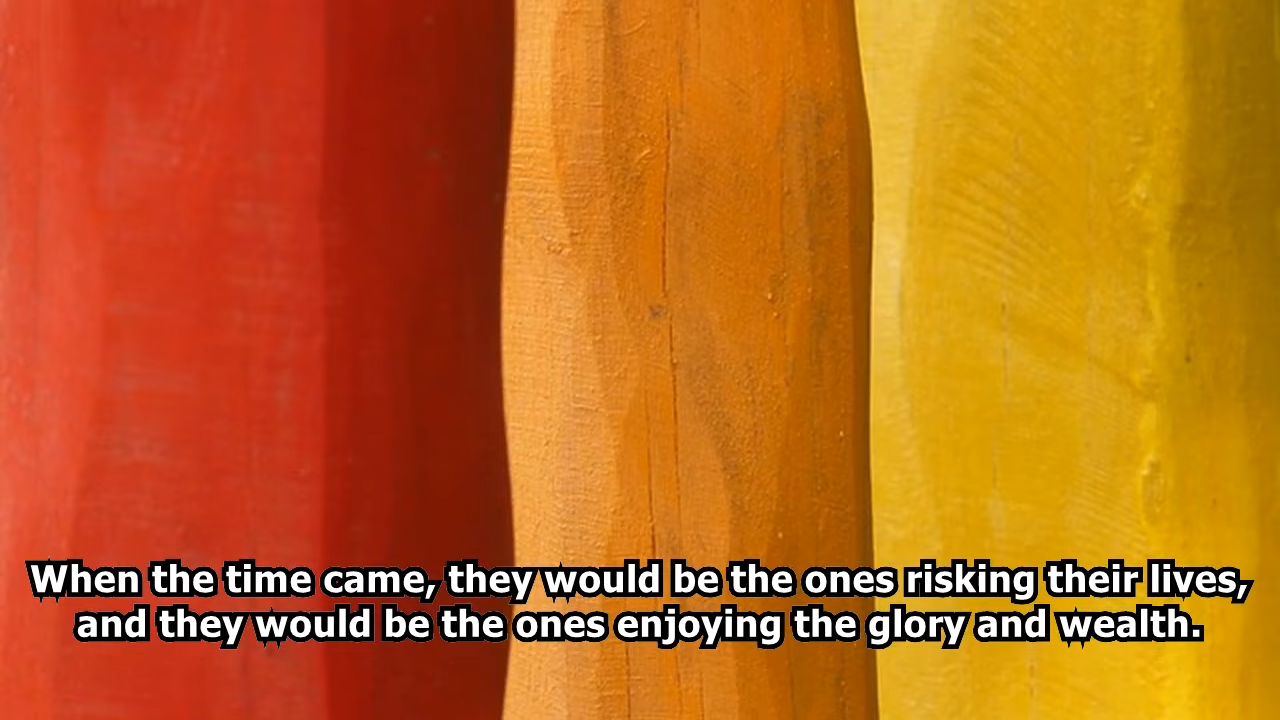 When the time came, they would be the ones risking their lives,
and they would be the ones enjoying the glory and wealth.